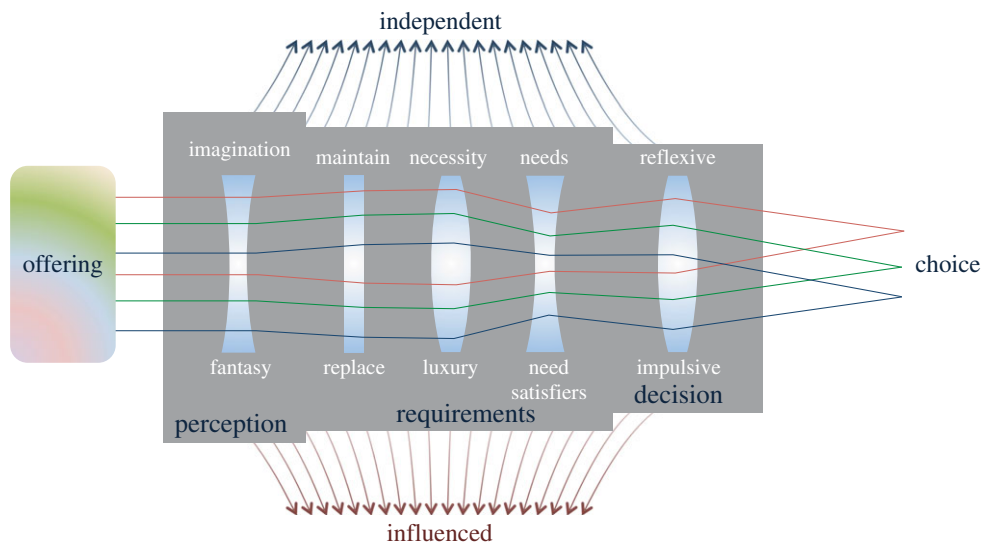 independent
imagination
maintain
necessity
needs
reflexive
offering
choice
fantasy
replace
luxury
need
satisfiers
impulsive
perception
requirements
decision
influenced